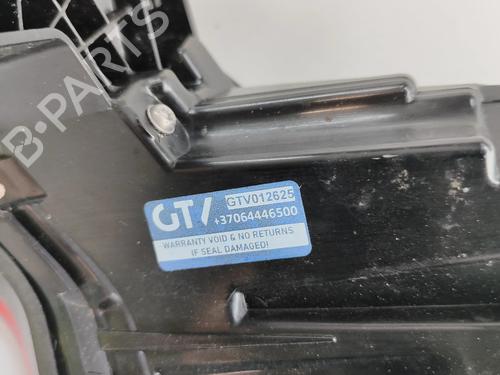 B-PARTS
GTV GTV012625
+37064446500
WARRANTY VOID & NO RETURNS
(IF SEAL DAMAGED)